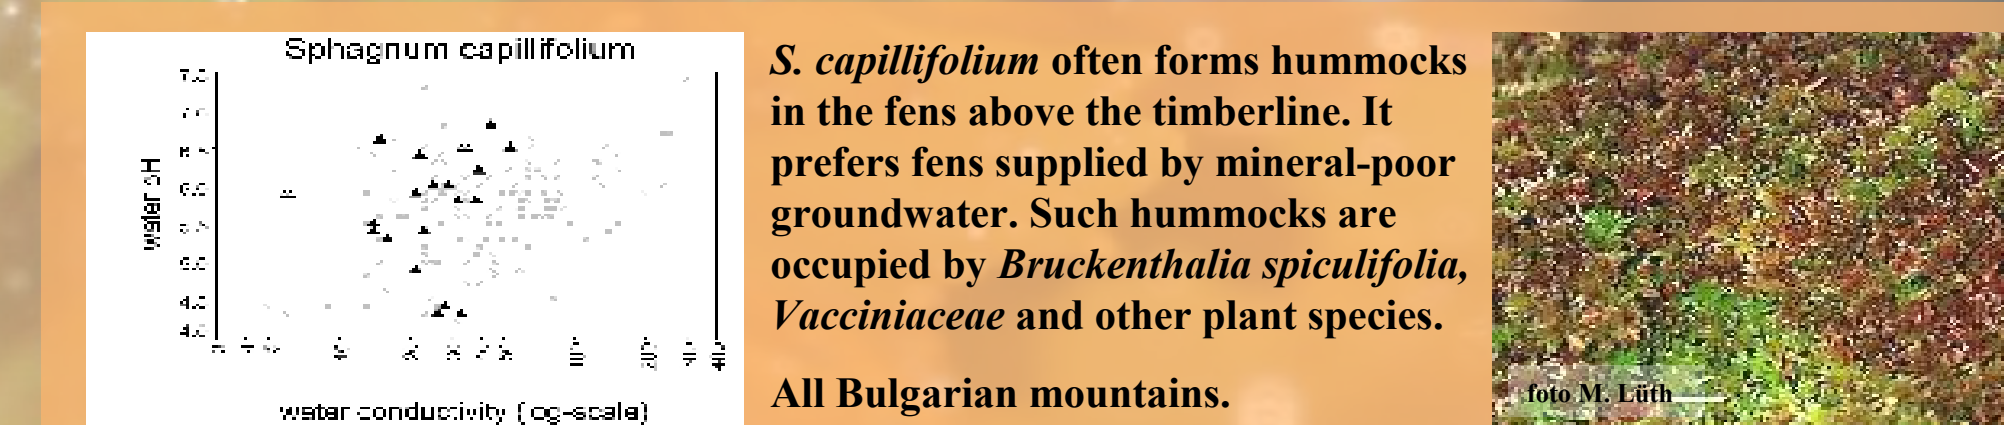 Sphagnum capillifolium
water pH
water conductivity (log-scale)
S. capillifolium often forms hummocks
in the fens above the timberline. It
prefers fens supplied by mineral-poor
groundwater. Such hummocks are
occupied by Bruckenthalia spiculifolia,
Vacciniaceae and other plant species.
All Bulgarian mountains.
foto M. Lüth